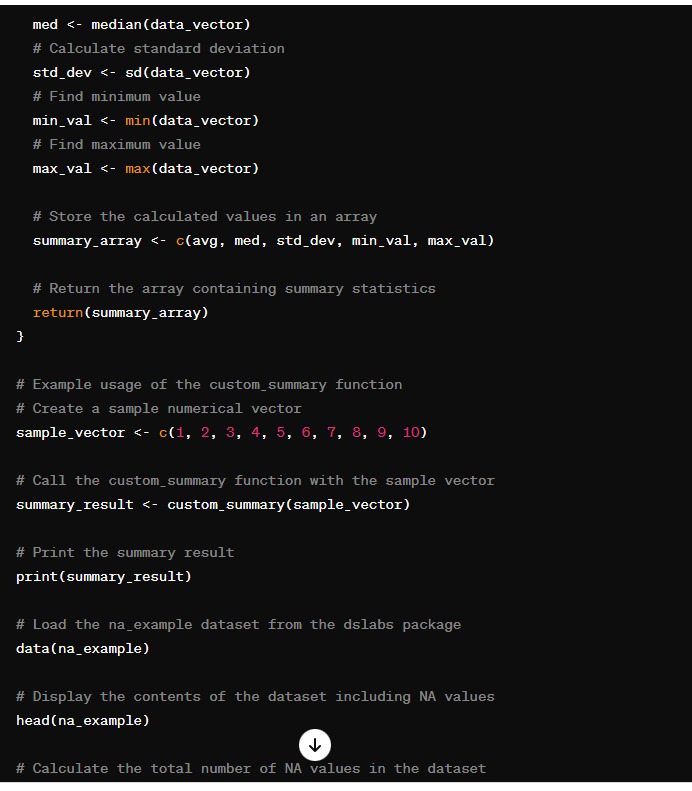 med <- median(data_vector)
# Calculate standard deviation
std_dev <- sd(data_vector)
# Find minimum value
min_val <- min(data_vector)
# Find maximum value
max_val <- max(data_vector)
# Store the calculated values in an array
summary_array <- c(avg, med, std_dev, min_val, max_val)
# Return the array containing summary statistics
return(summary_array)
}
# Example usage of the custom_summary function
# Create a sample numerical vector
sample_vector <- c(1, 2, 3, 4, 5, 6, 7, 8, 9, 10)
# Call the custom_summary function with the sample vector
summary_result <- custom_summary(sample_vector)
# Print the summary result
print(summary_result)
# Load the na_example dataset from the dslabs package
data(na_example)
# Display the contents of the dataset including NA values
head(na_example)
# Calculate the total number of NA values in the dataset